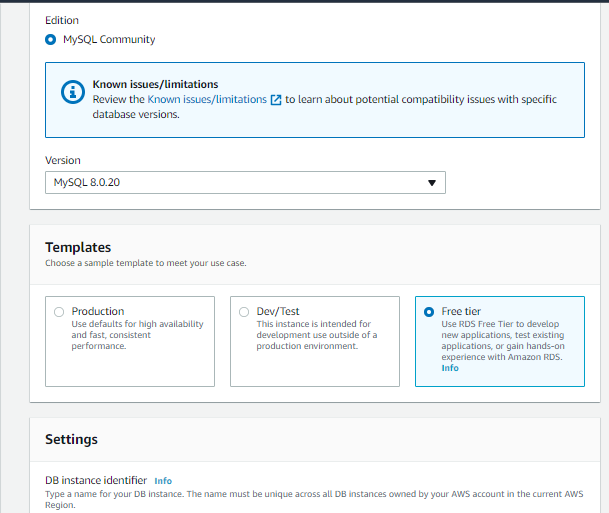 Edition
MySQL Community
Known issues/limitations
Review the Known issues/limitations to learn about potential compatibility issues with specific
database versions.
Version
MySQL 8.0.20
Templates
Choose a sample template to meet your use case.
Production
Use defaults for high availability
and fast, consistent
performance.
Dev/Test
This instance is intended for
development use outside of a
production environment.
Free tier
Use RDS Free Tier to develop
new applications, test existing
applications, or gain hands-on
experience with Amazon RDS.
Info
Settings
DB instance identifier Info
Type a name for your DB instance. The name must be unique across all DB instances owned by your AWS account in the current AWS
Region.